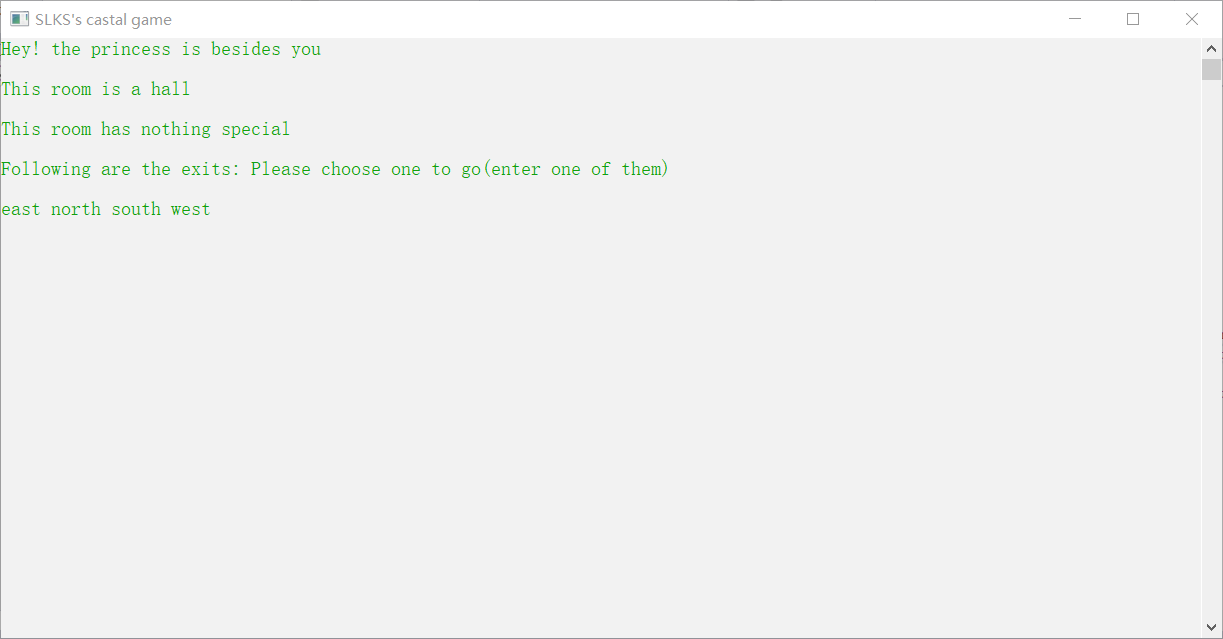 SLKS's castal game
Hey! the princess is besides you
This room is a hall
This room has nothing special
Following are the exits: Please choose one to go(enter one of them)
east north south west